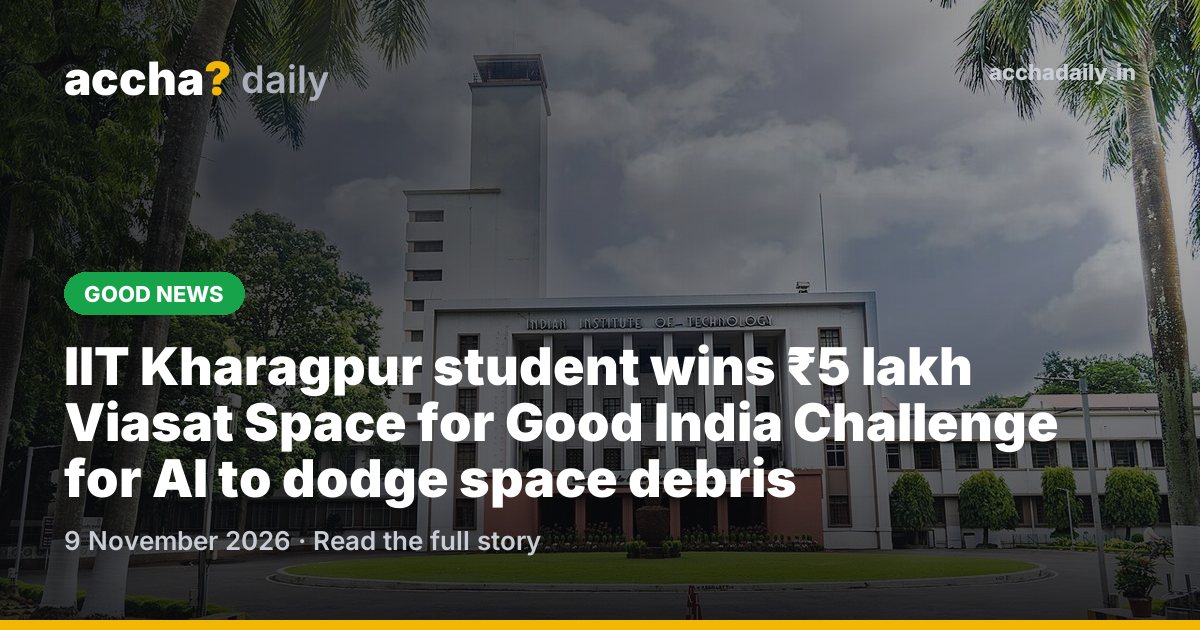 accha? daily
acchadaily.in
GOOD NEWS
INDIAN INSTITUTE OF TECHNOLOGY
IIT Kharagpur student wins ₹5 lakh
Viasat Space for Good India Challenge
for AI to dodge space debris
9 November 2026 · Read the full story